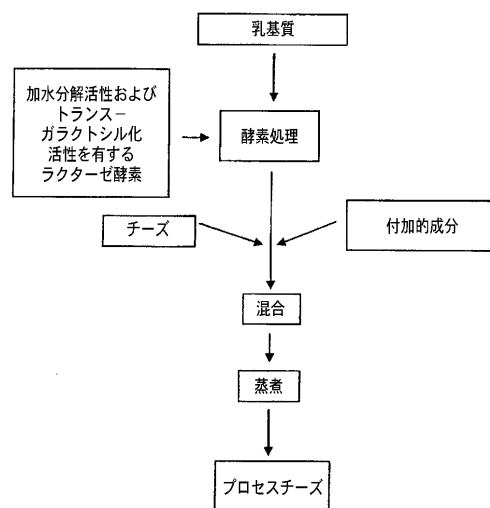 乳基質
加水分解活性および
トランス－
ガラクトシル化
活性を有する
ラクターゼ酵素
酵素処理
チーズ
付加的成分
混合
蒸煮
プロセスチーズ